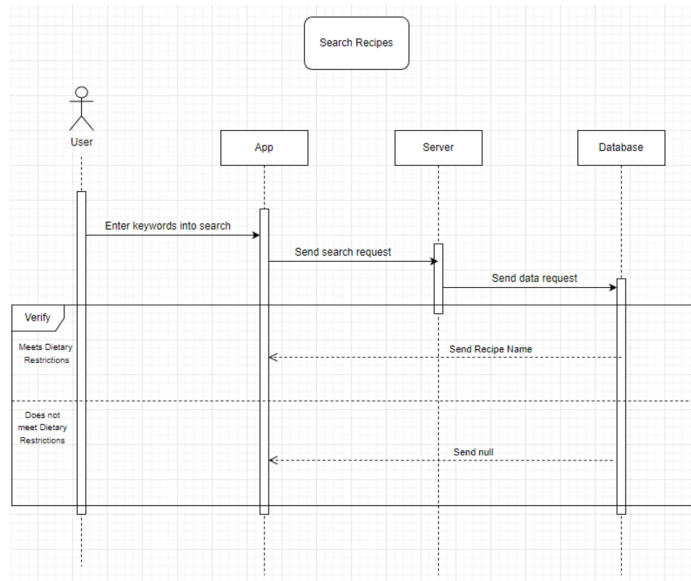 Search Recipes
User
App
Server
Database
Enter keywords into search
Send search request
Send data request
Verify
Meets Dietary
Restrictions
Send Recipe Name
Does not
meet Dietary
Restrictions
Send null